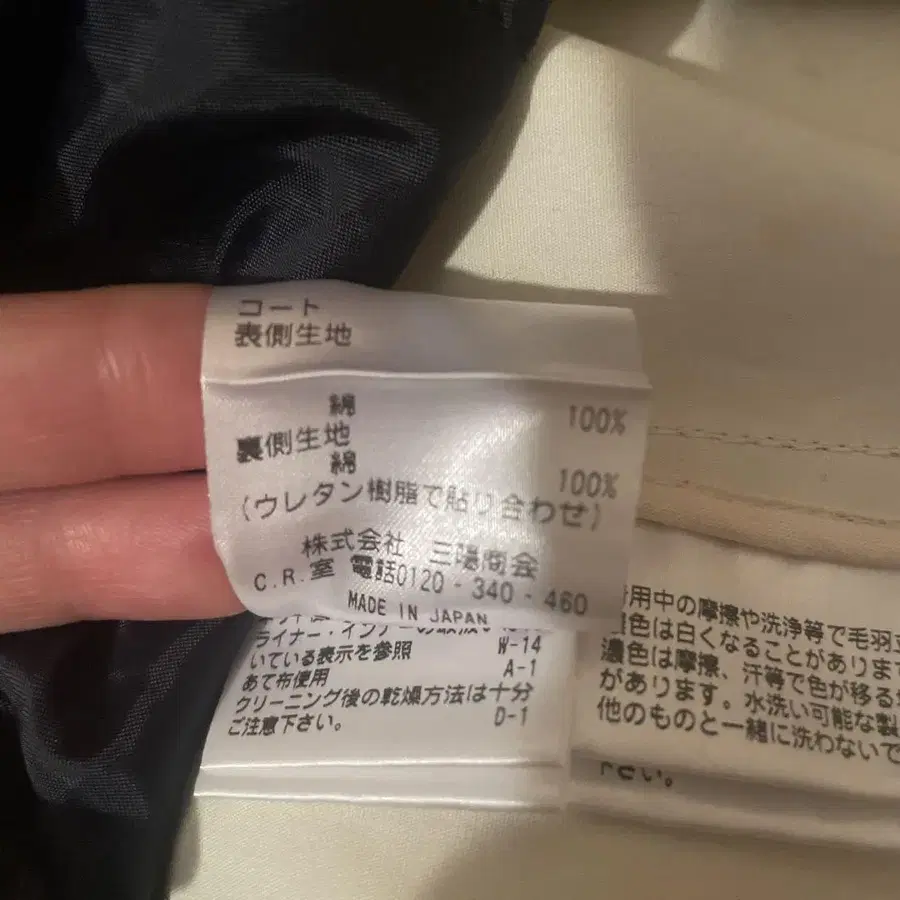 コート
表側生地
綿 100%
裏側生地
綿 100%
(ウレタン樹脂で貼り合わせ)
株式会社 三陽商会
C.R.室 電話0120-340-460
MADE IN JAPAN
ライナー・インナーの
いている表示を参照 W-14
あて布使用 A-1
クリーニング後の乾燥方法は十分
ご注意下さい。 D-1
用中の摩擦や洗浄等で毛羽立
色は白くなることがあります
濃色は摩擦、汗等で色が移る
があります。水洗い可能な製
他のものと一緒に洗わないで
さい。